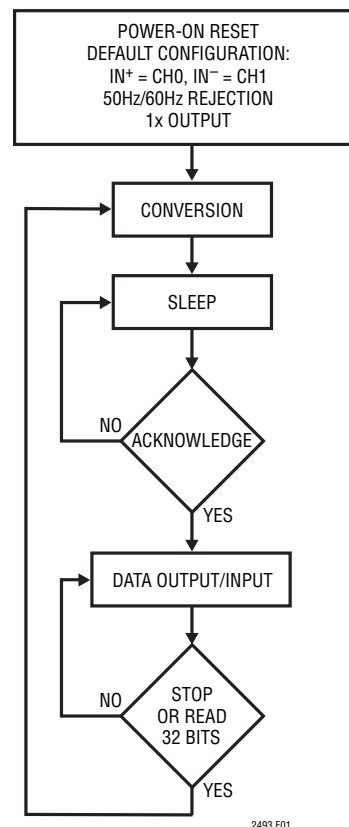 POWER-ON RESET
DEFAULT CONFIGURATION:
IN+ = CH0, IN– = CH1
50Hz/60Hz REJECTION
1x OUTPUT
CONVERSION
SLEEP
NO
ACKNOWLEDGE
YES
DATA OUTPUT/INPUT
NO
STOP
OR READ
32 BITS
YES
2493 F01